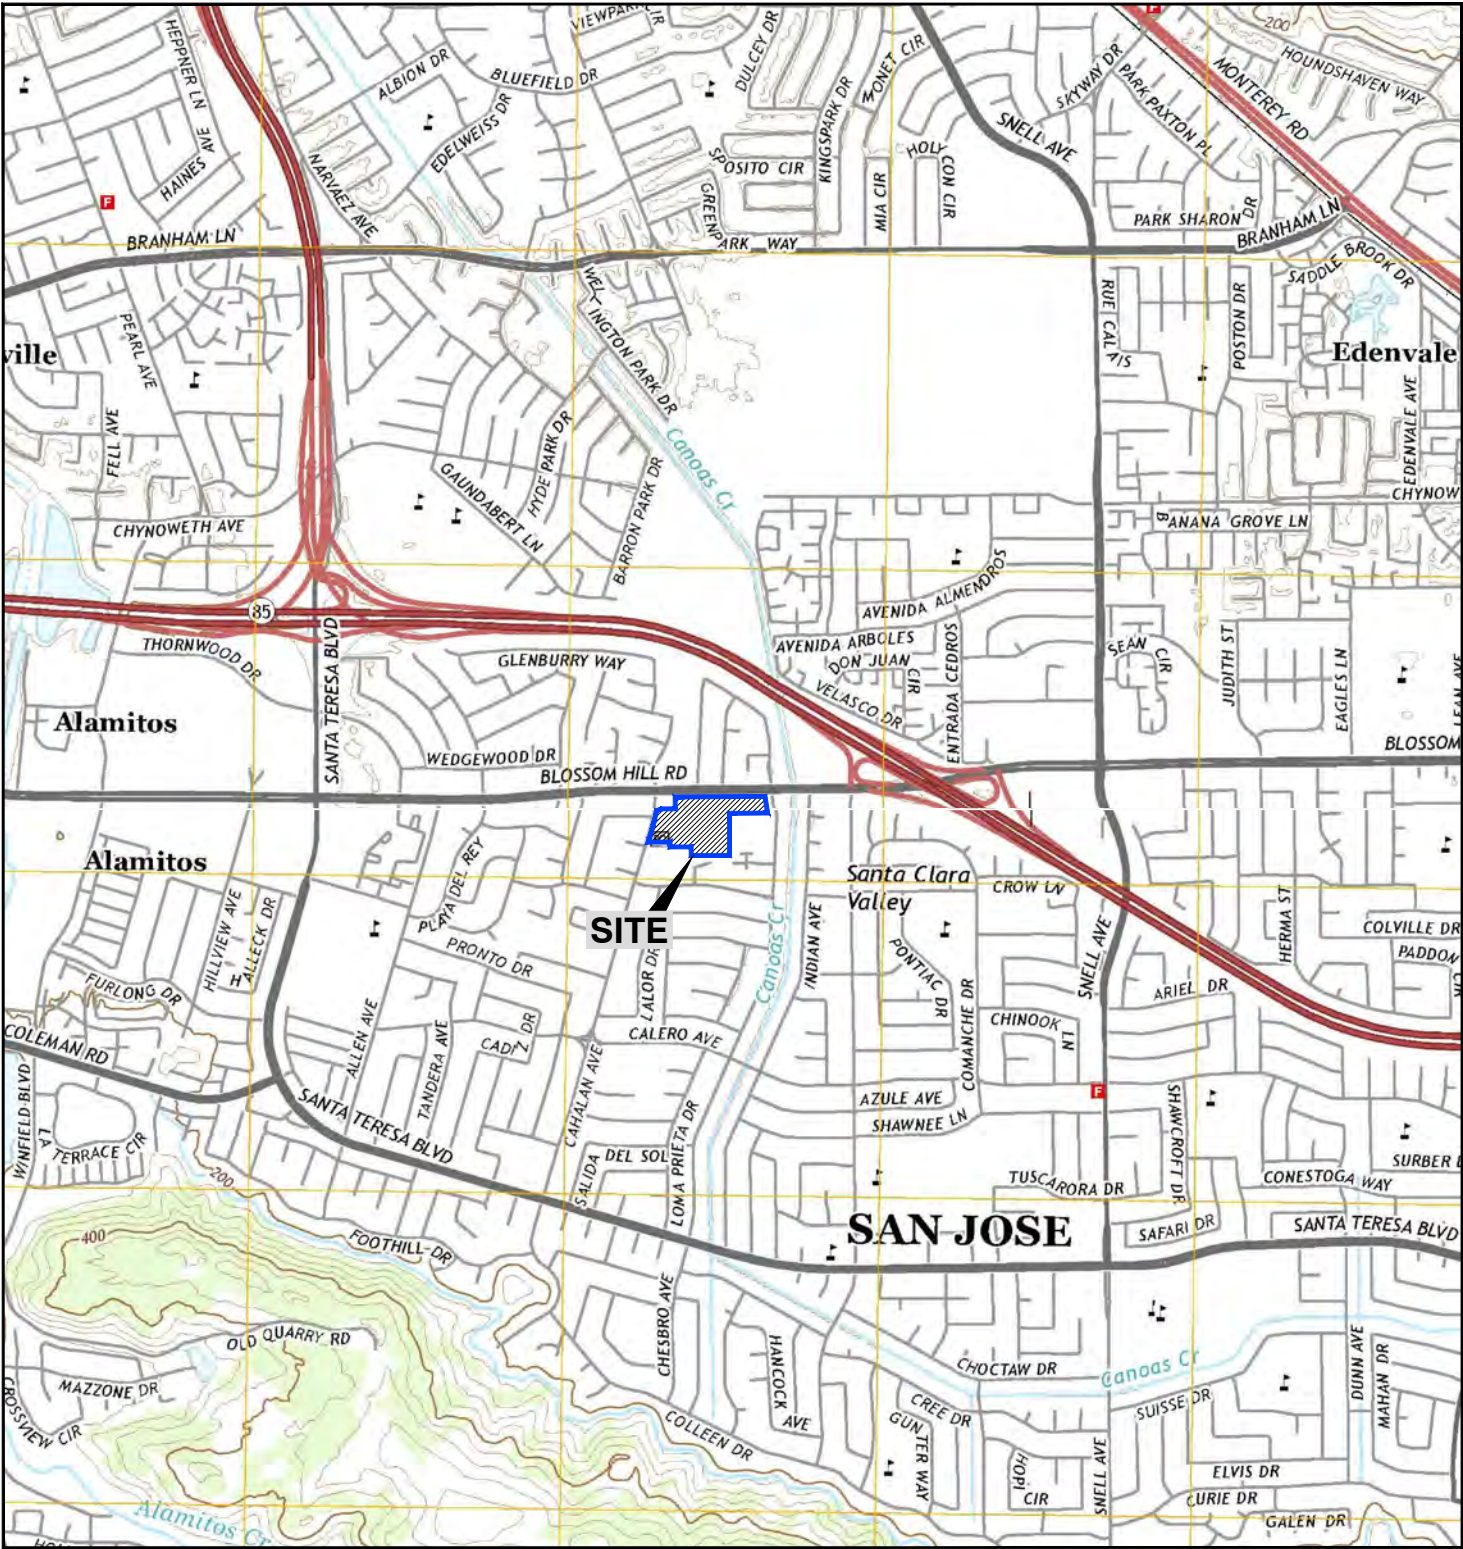 VIEWPARK CIR
HEPPNER LN
ALBION DR
BLUEFIELD DR
DULCEY DR
MONET CIR
SKYWAY DR
MONTEREY RD
200
HOUNDSHAVEN WAY
F
PARK PAXTON PL
EDELWEISS DR
KINGSPARK DR
SNELL AVE
HAINES AVE
NARVAEZ AVE
SPOSITO CIR
HOLYCON CIR
MIA CIR
F
GREENPARK WAY
PARK SHARON DR
BRANHAM LN
BRANHAM LN
SADDLE BROOK DR
WELLINGTON PARK DR
RUE CALAIS
POSTON DR
PEARL AVE
ville
Edenvale
FELL AVE
HYDE PARK DR
Canoas Cr
EDENVALE AVE
GAUNDABERT LN
BARRON PARK DR
CHYNOW
CHYNOWETH AVE
BANANA GROVE LN
AVENIDA ALMENDROS
85
AVENIDA ARBOLES
THORNWOOD DR
SANTA TERESA BLVD
GLENBURRY WAY
DON JUAN CIR
ENTRADA CEDROS
SEAN CIR
JUDITH ST
EAGLES LN
LEAN AVE
VELASCO DR
Alamitos
WEDGEWOOD DR
BLOSSOM HILL RD
BLOSSOM
Alamitos
PLAYA DEL REY
Santa Clara
Valley
CROW LN
SITE
HILLVIEW AVE
HALLECK DR
PRONTO DR
LALOR DR
Canoas Cr
INDIAN AVE
PONTIAC DR
SNELL AVE
HERMA ST
COLVILLE DR
PADDON CIR
FURLONG DR
ARIEL DR
COMANCHE DR
CHINOOK LN
COLEMAN RD
ALLEN AVE
TANDERA AVE
CADIZ DR
CALERO AVE
CAHALAN AVE
WINFIELD BLVD
F
AZULE AVE
SHAWNEE LN
SHAWCROFT DR
LA TERRACE CIR
SANTA TERESA BLVD
SALIDA DEL SOL
LOMA PRIETA DR
SURBER
200
TUSCARORA DR
CONESTOGA WAY
400
FOOTHILL DR
SAN JOSE
SAFARI DR
SANTA TERESA BLVD
OLD QUARRY RD
CHESBRO AVE
HANCOCK AVE
CHOCTAW DR
Canoas Cr
DUNN AVE
MAHAN DR
MAZZONE DR
CROSSVIEW CIR
COLLEEN DR
CREE DR
SUISSE DR
GUNTER WAY
HOPI CIR
SNELL AVE
ELVIS DR
CURIE DR
GALEN DR
Alamitos Cr